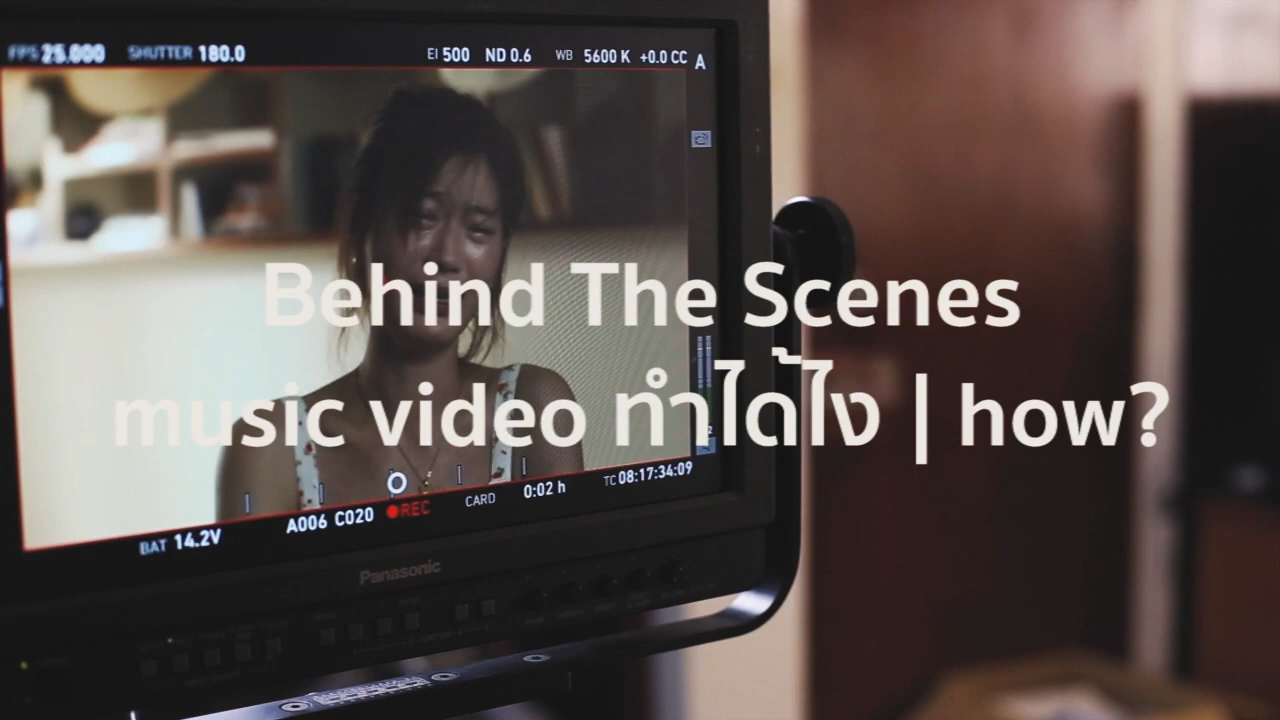 FPS 25.000 SHUTTER 180.0 EI 500 ND 0.6 WB 5600 K +0.0 CC A
Behind The Scenes
music video ทำได้ไง | how?
BAT 14.2V A006 C020 REC CARD 0:02 h TC 08:17:34:09
Panasonic